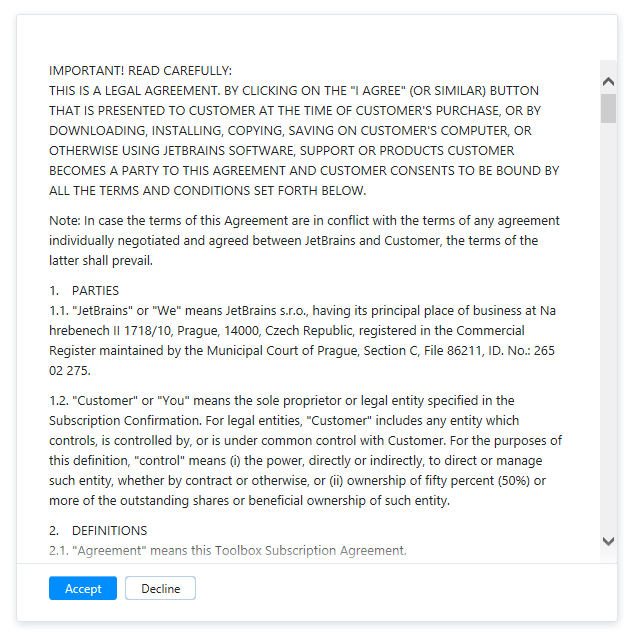 IMPORTANT! READ CAREFULLY:
THIS IS A LEGAL AGREEMENT. BY CLICKING ON THE "I AGREE" (OR SIMILAR) BUTTON
THAT IS PRESENTED TO CUSTOMER AT THE TIME OF CUSTOMER'S PURCHASE, OR BY
DOWNLOADING, INSTALLING, COPYING, SAVING ON CUSTOMER'S COMPUTER, OR
OTHERWISE USING JETBRAINS SOFTWARE, SUPPORT OR PRODUCTS CUSTOMER
BECOMES A PARTY TO THIS AGREEMENT AND CUSTOMER CONSENTS TO BE BOUND BY
ALL THE TERMS AND CONDITIONS SET FORTH BELOW.
Note: In case the terms of this Agreement are in conflict with the terms of any agreement
individually negotiated and agreed between JetBrains and Customer, the terms of the
latter shall prevail.
1. PARTIES
1.1. "JetBrains" or "We" means JetBrains s.r.o., having its principal place of business at Na
hrebenech II 1718/10, Prague, 14000, Czech Republic, registered in the Commercial
Register maintained by the Municipal Court of Prague, Section C, File 86211, ID. No.: 265
02 275.
1.2. "Customer" or "You" means the sole proprietor or legal entity specified in the
Subscription Confirmation. For legal entities, "Customer" includes any entity which
controls, is controlled by, or is under common control with Customer. For the purposes of
this definition, "control" means (i) the power, directly or indirectly, to direct or manage
such entity, whether by contract or otherwise, or (ii) ownership of fifty percent (50%) or
more of the outstanding shares or beneficial ownership of such entity.
2. DEFINITIONS
2.1. "Agreement" means this Toolbox Subscription Agreement.
Accept
Decline